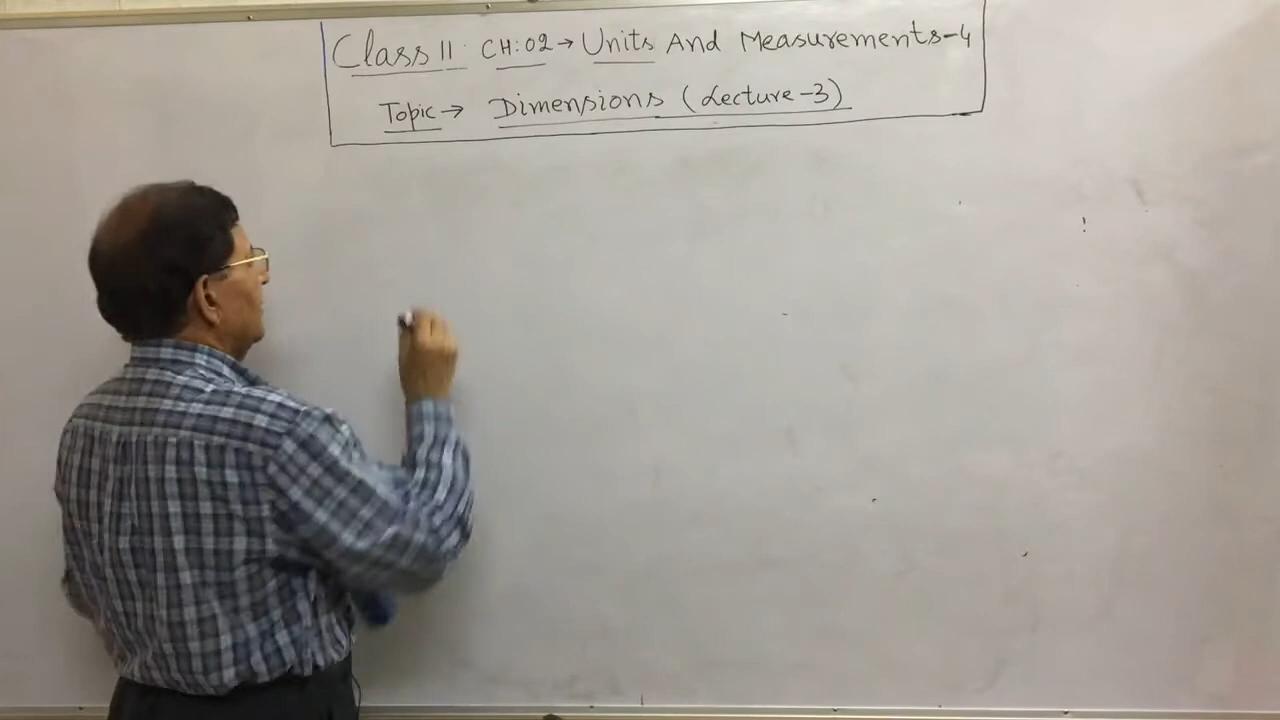 Class 11: CH:02 → Units And Measurements-4
Topic → Dimensions (Lecture-3)